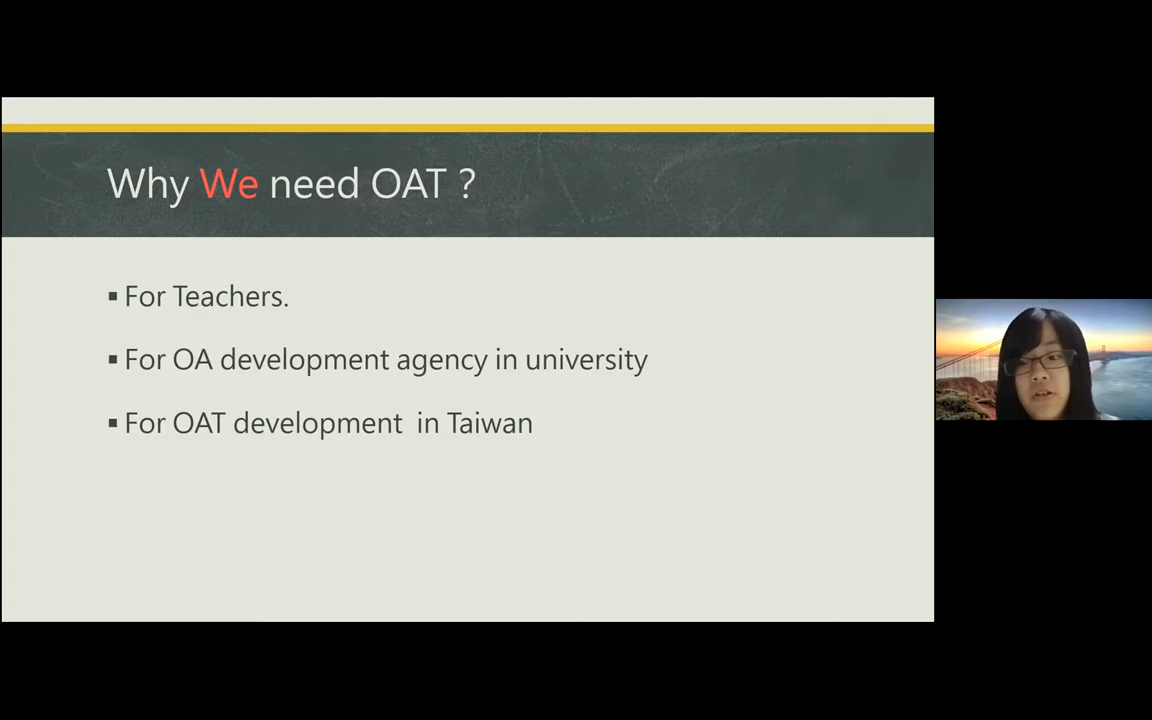 Why We need OAT ?
▪ For Teachers.
▪ For OA development agency in university
▪ For OAT development  in Taiwan